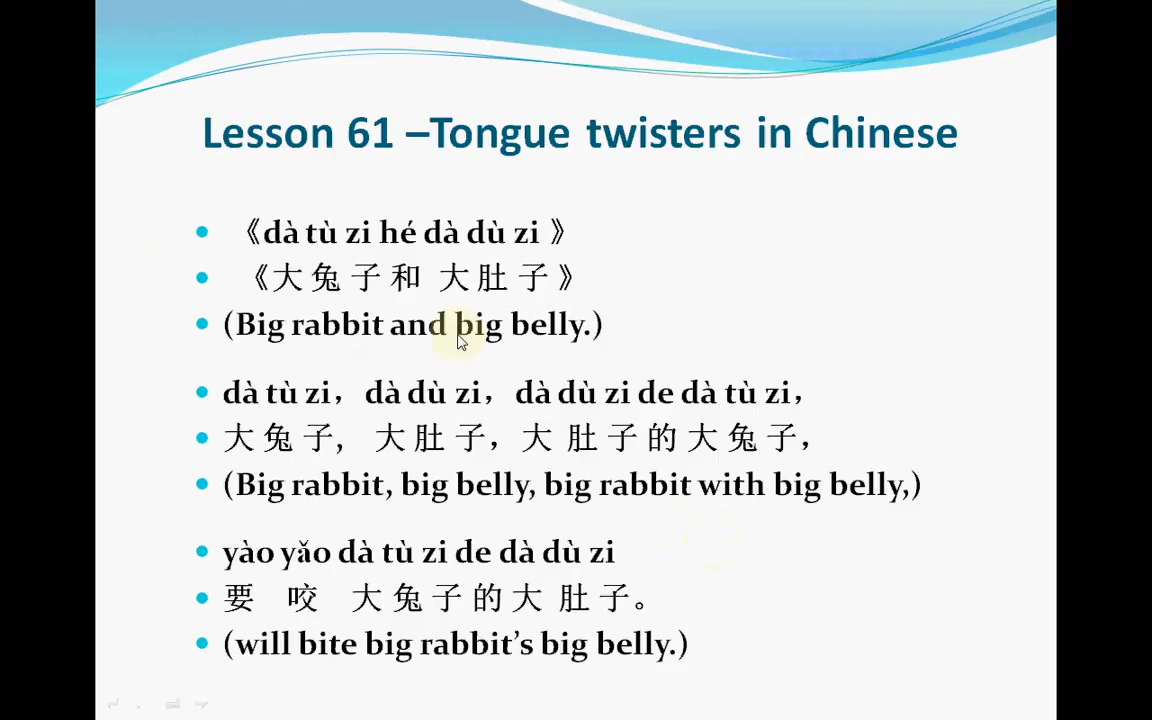 Lesson 61 –Tongue twisters in Chinese
《dà tù zi hé dà dù zi 》
《大 兔 子 和 大 肚 子 》
(Big rabbit and big belly.)
dà tù zi，dà dù zi，dà dù zi de dà tù zi，
大 兔 子， 大 肚 子，大 肚 子 的 大 兔 子，
(Big rabbit, big belly, big rabbit with big belly,)
yào yǎo dà tù zi de dà dù zi
要 咬 大 兔 子 的 大 肚 子。
(will bite big rabbit’s big belly.)